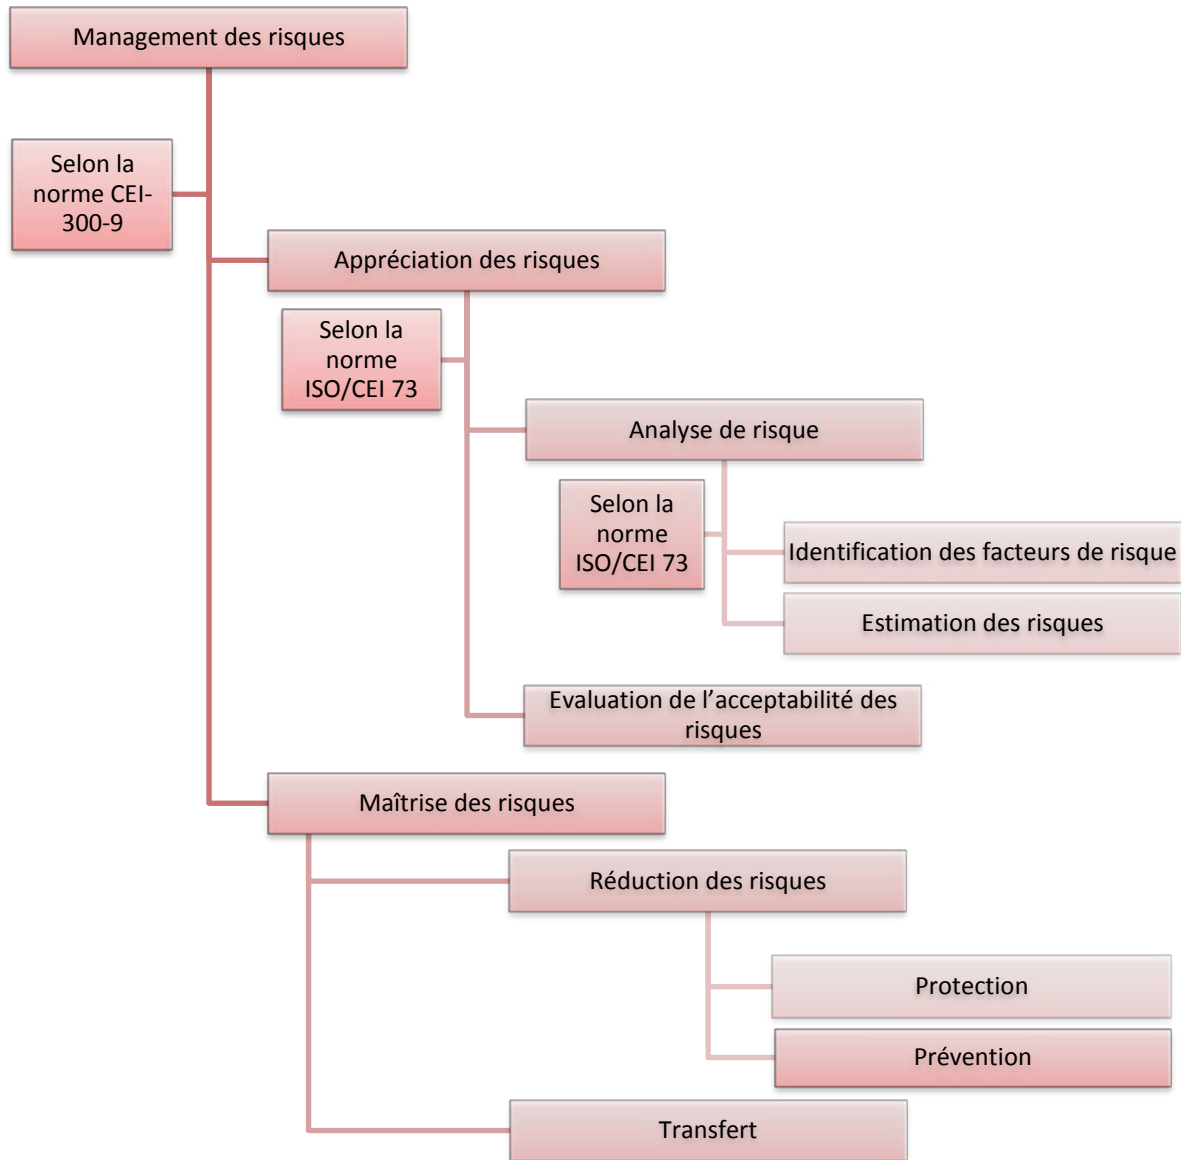 Management des risques
Selon la
norme CEI-
300-9
Appréciation des risques
Selon la
norme
ISO/CEI 73
Analyse de risque
Selon la
norme
ISO/CEI 73
Identification des facteurs de risque
Estimation des risques
Evaluation de l’acceptabilité des
risques
Maîtrise des risques
Réduction des risques
Protection
Prévention
Transfert